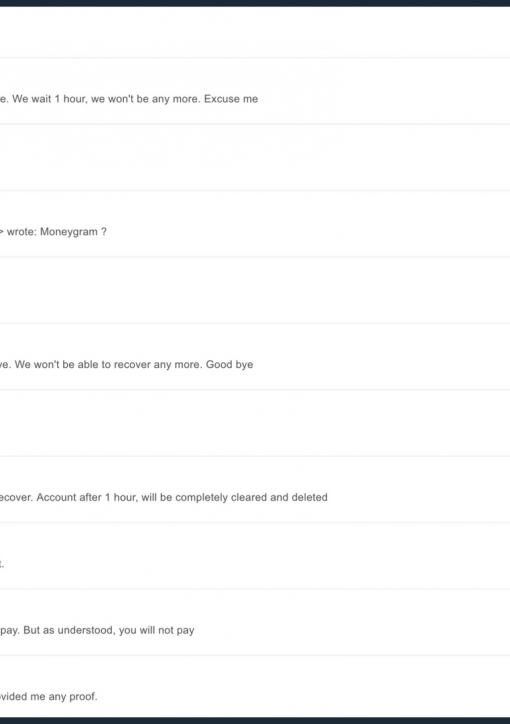 e. We wait 1 hour, we won't be any more. Excuse me
> wrote: Moneygram ?
ve. We won't be able to recover any more. Good bye
ecover. Account after 1 hour, will be completely cleared and deleted
t.
pay. But as understood, you will not pay
ovided me any proof.